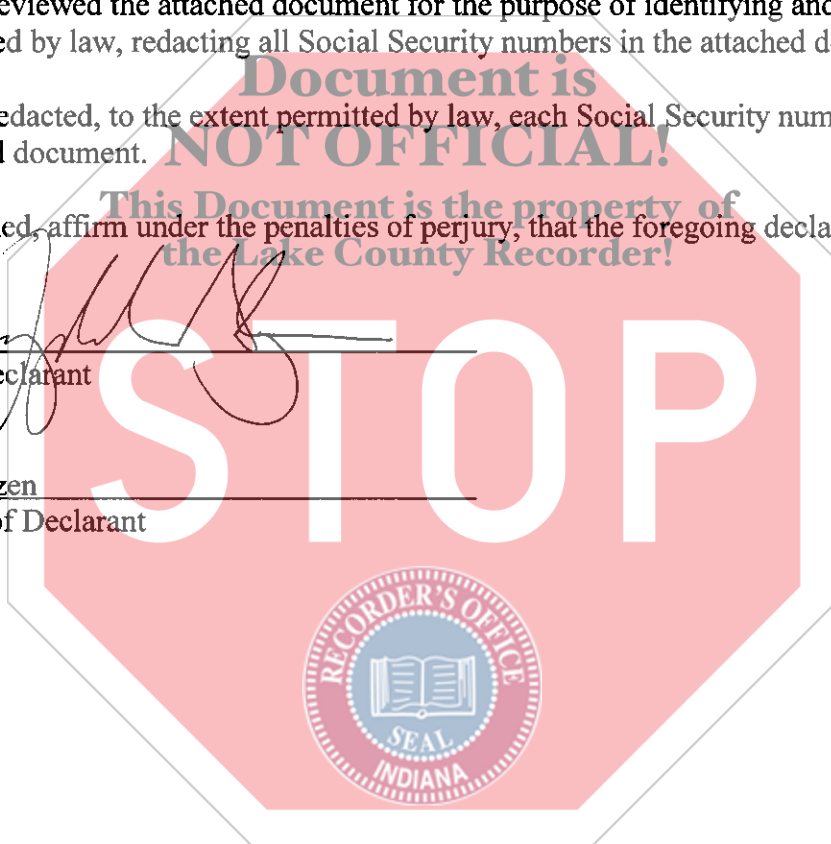 eviewed the attached document for the purpose of identifying and
ed by law, redacting all Social Security numbers in the attached d
Document is
edacted, to the extent permitted by law, each Social Security num
d document.
NOT OFFICIAL!
This Document is the property of
ed, affirm under the penalties of perjury, that the foregoing decla
the Lake County Recorder!
eclarant
STOP
zen
of Declarant
RECORDER'S OFFICE
SEAL
INDIANA